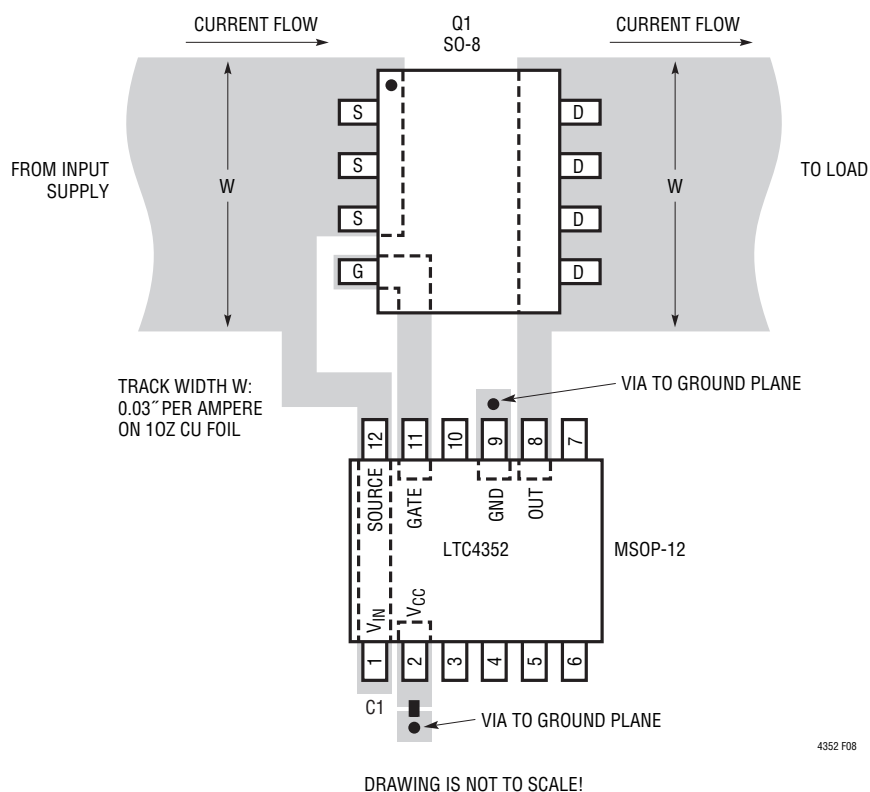 CURRENT FLOW
Q1
SO-8
CURRENT FLOW
S
D
S
D
FROM INPUT
SUPPLY
W
W
TO LOAD
S
D
G
D
TRACK WIDTH W:
0.03˝ PER AMPERE
ON 1OZ CU FOIL
VIA TO GROUND PLANE
12
11
10
9
8
7
SOURCE
GATE
GND
OUT
LTC4352
MSOP-12
VIN
VCC
1
2
3
4
5
6
C1
VIA TO GROUND PLANE
4352 F08
DRAWING IS NOT TO SCALE!